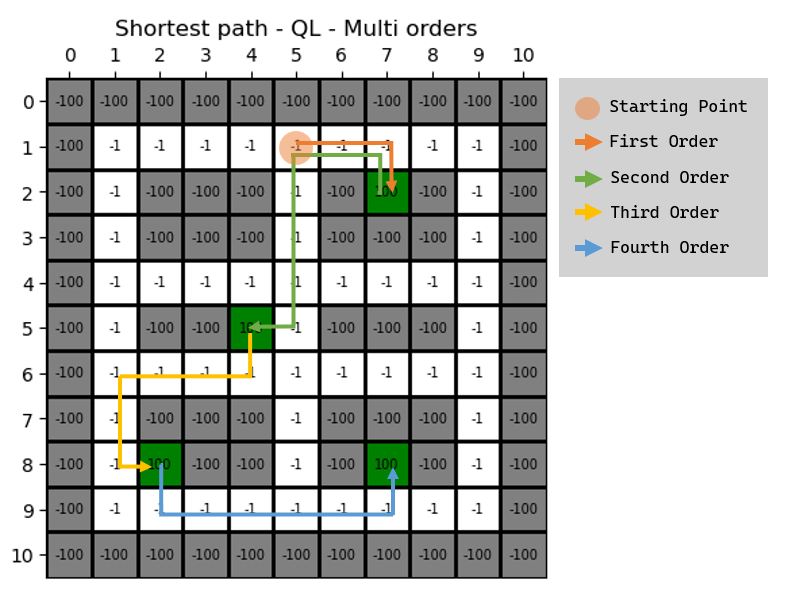 Shortest path - QL - Multi orders
0 1 2 3 4 5 6 7 8 9 10
0 -100 -100 -100 -100 -100 -100 -100 -100 -100 -100 -100
1 -100 -1 -1 -1 -1 -1 -1 -1 -1 -1 -100
2 -100 -1 -100 -100 -100 -1 -100 100 -100 -1 -100
3 -100 -1 -100 -100 -100 -1 -100 -100 -100 -1 -100
4 -100 -1 -1 -1 -1 -1 -1 -1 -1 -1 -100
5 -100 -1 -100 -100 100 -1 -100 -100 -100 -1 -100
6 -100 -1 -1 -1 -1 -1 -1 -1 -1 -1 -100
7 -100 -1 -100 -100 -100 -1 -100 -100 -100 -1 -100
8 -100 -1 100 -100 -100 -1 -100 100 -100 -1 -100
9 -100 -1 -1 -1 -1 -1 -1 -1 -1 -1 -100
10 -100 -100 -100 -100 -100 -100 -100 -100 -100 -100 -100
Starting Point
First Order
Second Order
Third Order
Fourth Order